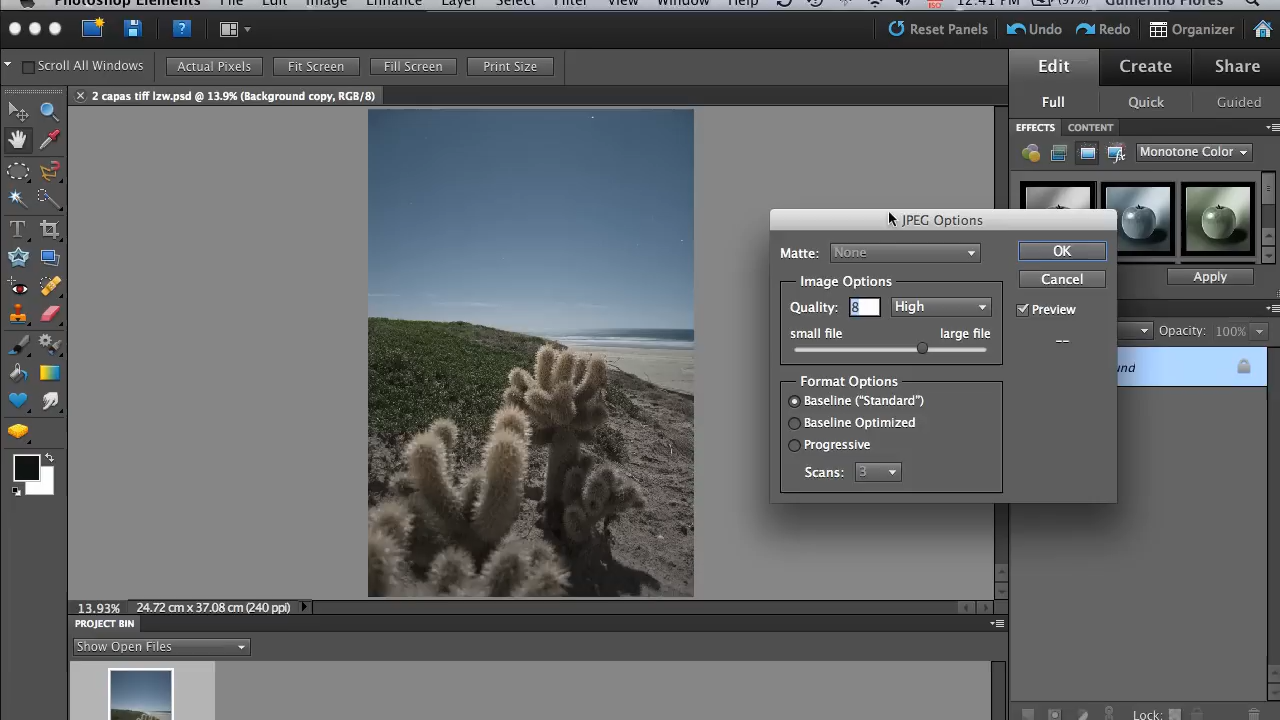 Photoshop Elements File Edit Image Enhance Layer Select Filter View Window Help 12:41 PM (97%) Guillermo Flores
? Reset Panels Undo Redo Organizer
Scroll All Windows Actual Pixels Fit Screen Fill Screen Print Size
Edit Create Share
2 capas tiff lzw.psd @ 13.9% (Background copy, RGB/8)
Full Quick Guided
EFFECTS CONTENT
Monotone Color
JPEG Options
Matte: None OK
Apply
Image Options Cancel
Quality: 8 High Preview
small file large file
--
Opacity: 100%
und
Format Options
Baseline (“Standard”)
Baseline Optimized
Progressive
Scans: 3
T
13.93% 24.72 cm x 37.08 cm (240 ppi)
PROJECT BIN
Show Open Files
Lock: